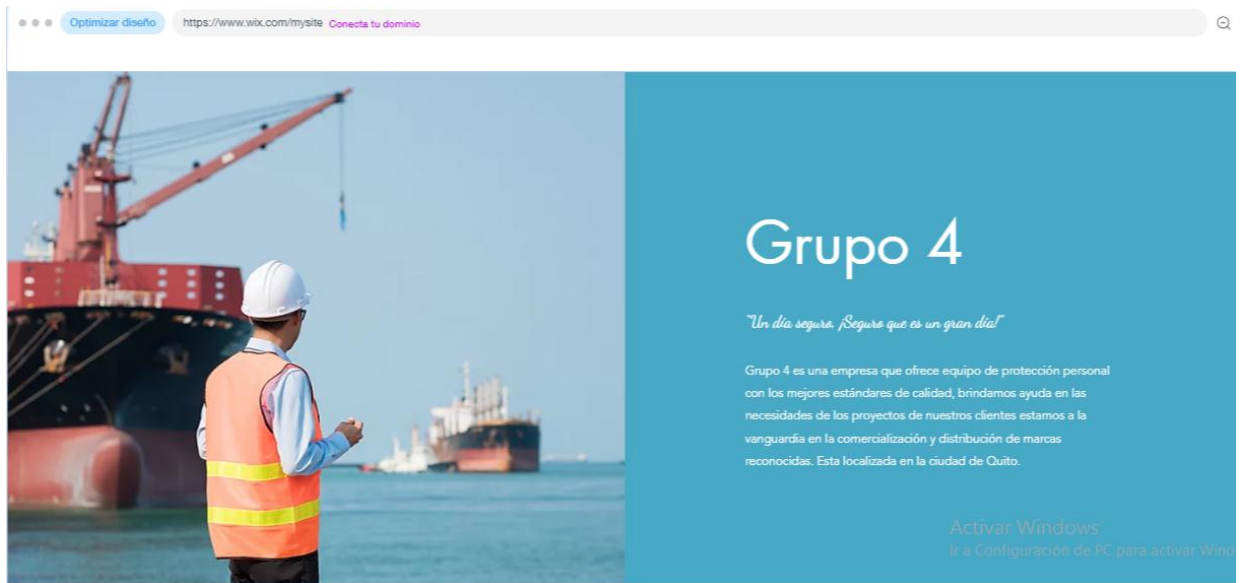 Optimizar diseño https://www.wix.com/mysite Conecta tu dominio
Grupo 4
"Un día seguro, ¡Seguro que es un gran día!"
Grupo 4 es una empresa que ofrece equipo de protección personal
con los mejores estándares de calidad, brindamos ayuda en las
necesidades de los proyectos de nuestros clientes estamos a la
vanguardia en la comercialización y distribución de marcas
reconocidas. Esta localizada en la ciudad de Quito.
Activar Windows
Ir a Configuración de PC para activar Wind